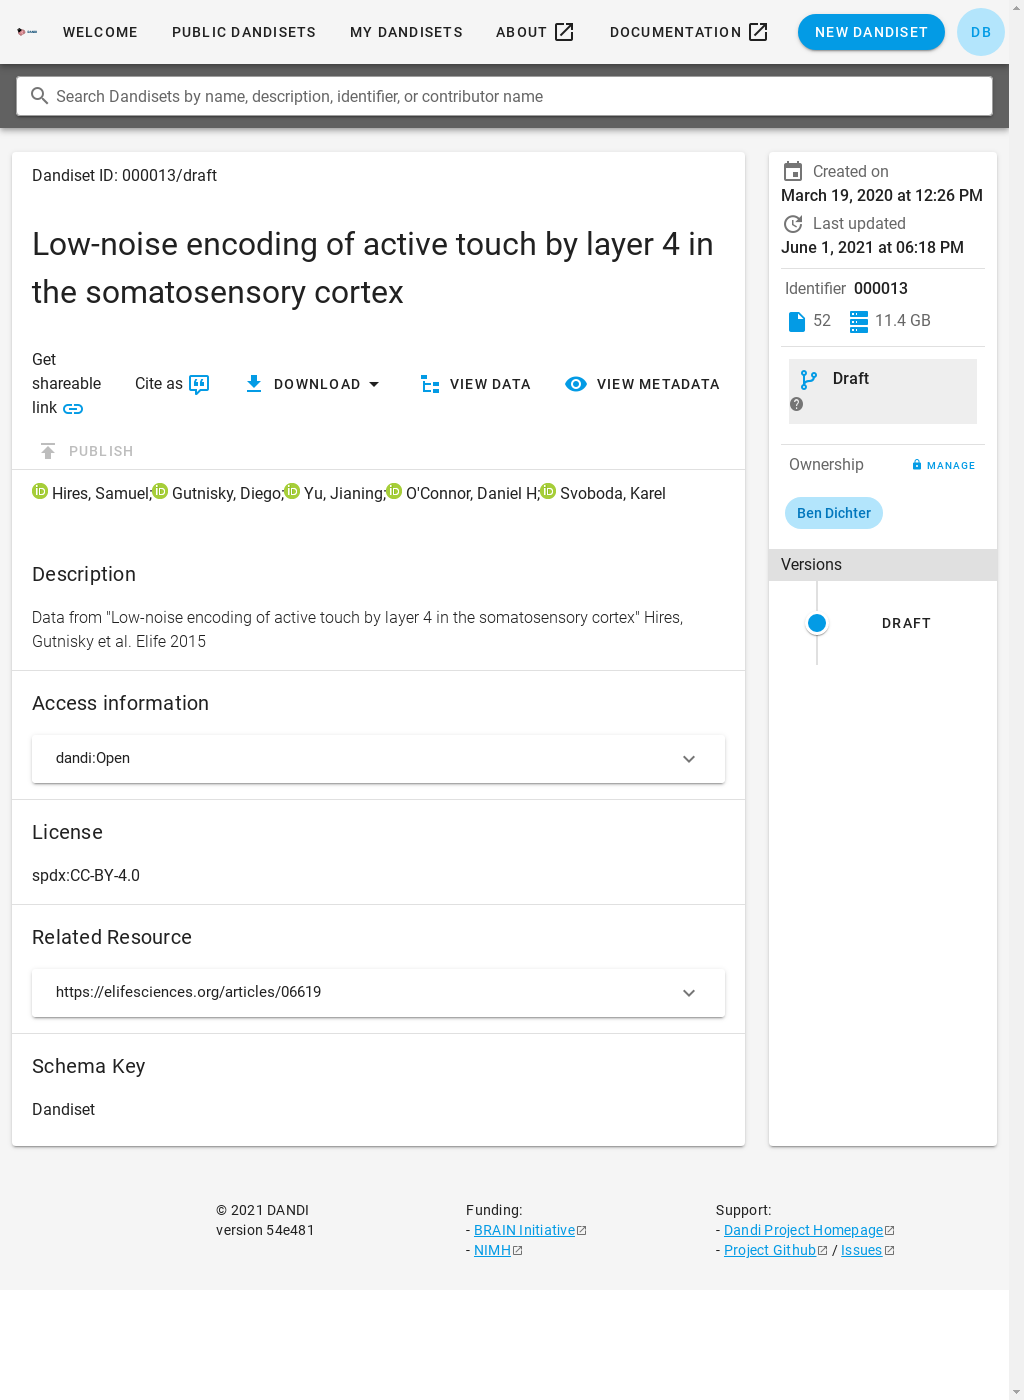 WELCOME PUBLIC DANDISETS MY DANDISETS ABOUT DOCUMENTATION NEW DANDISET DB
Search Dandisets by name, description, identifier, or contributor name
Dandiset ID: 000013/draft
Low-noise encoding of active touch by layer 4 in
the somatosensory cortex
Get
shareable
link
Cite as
DOWNLOAD
VIEW DATA
VIEW METADATA
PUBLISH
Hires, Samuel; Gutnisky, Diego; Yu, Jianing; O'Connor, Daniel H; Svoboda, Karel
Description
Data from "Low-noise encoding of active touch by layer 4 in the somatosensory cortex" Hires,
Gutnisky et al. Elife 2015
Access information
dandi:Open
License
spdx:CC-BY-4.0
Related Resource
https://elifesciences.org/articles/06619
Schema Key
Dandiset
Created on
March 19, 2020 at 12:26 PM
Last updated
June 1, 2021 at 06:18 PM
Identifier 000013
52 11.4 GB
Draft
Ownership MANAGE
Ben Dichter
Versions
DRAFT
© 2021 DANDI
version 54e481
Funding:
- BRAIN Initiative
- NIMH
Support:
- Dandi Project Homepage
- Project Github / Issues